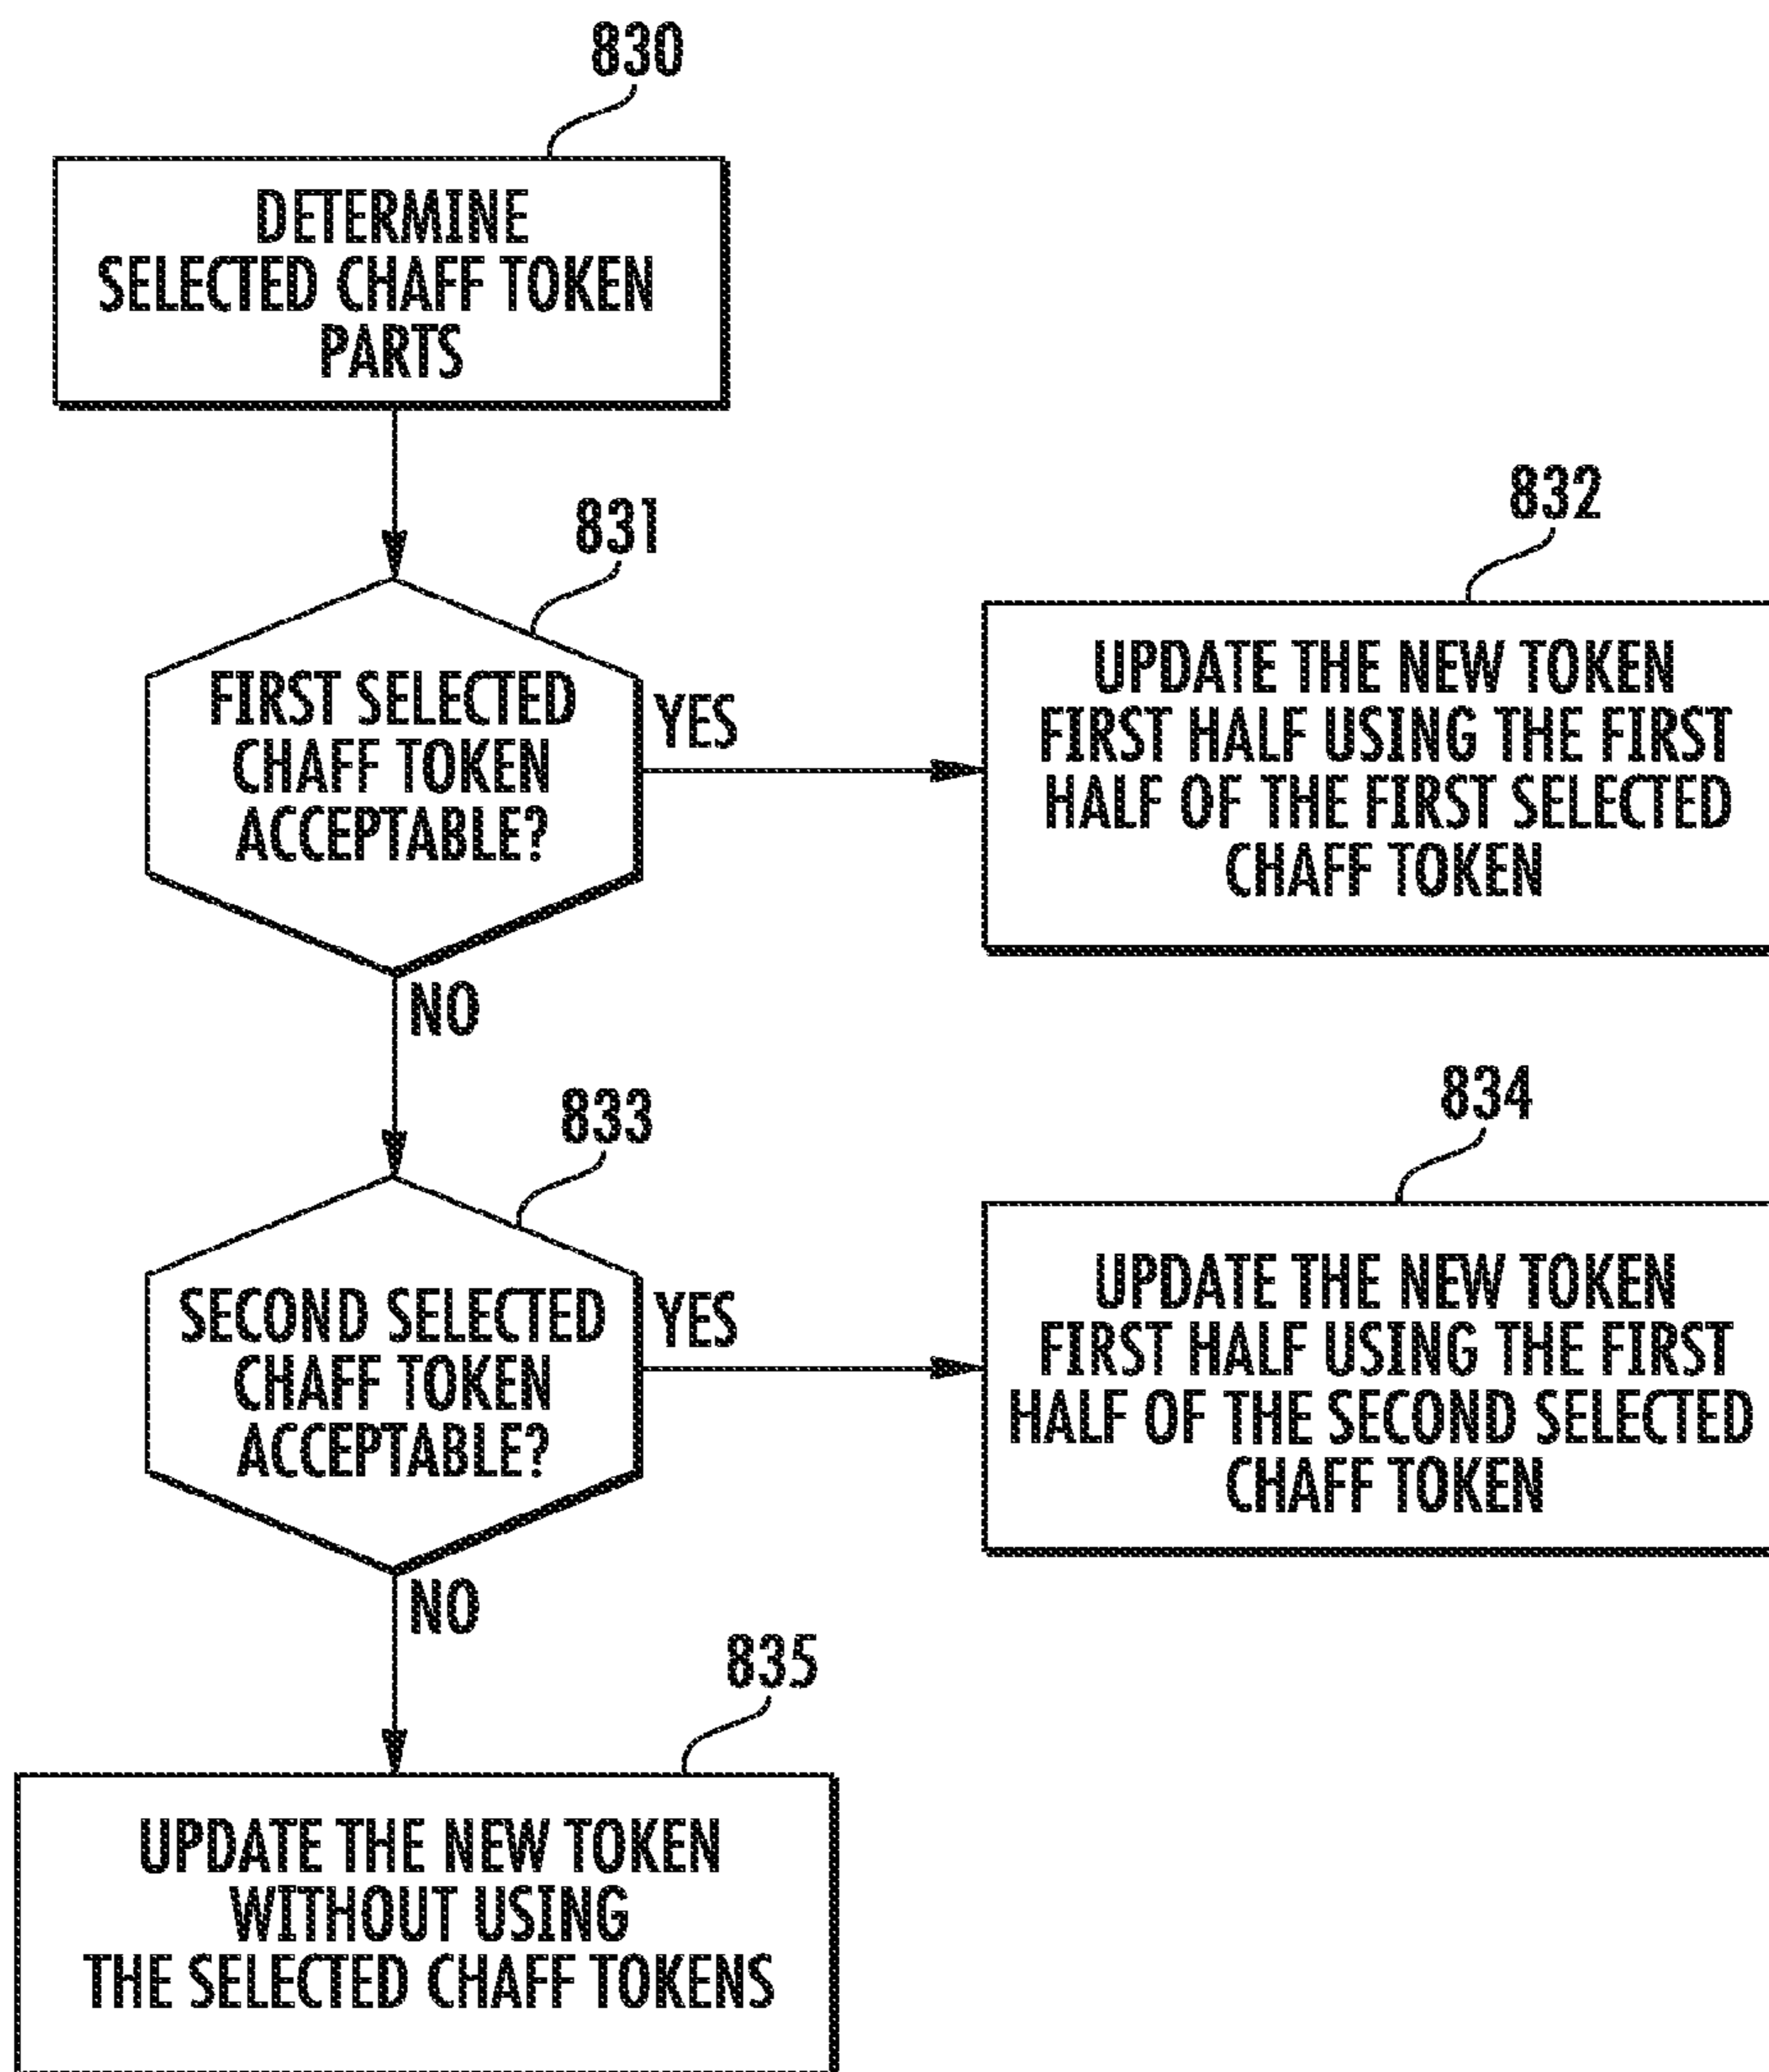 830
DETERMINE
SELECTED CHAFF TOKEN
PARTS
831
FIRST SELECTED
CHAFF TOKEN
ACCEPTABLE?
YES
832
UPDATE THE NEW TOKEN
FIRST HALF USING THE FIRST
HALF OF THE FIRST SELECTED
CHAFF TOKEN
NO
833
SECOND SELECTED
CHAFF TOKEN
ACCEPTABLE?
YES
834
UPDATE THE NEW TOKEN
FIRST HALF USING THE FIRST
HALF OF THE SECOND SELECTED
CHAFF TOKEN
NO
835
UPDATE THE NEW TOKEN
WITHOUT USING
THE SELECTED CHAFF TOKENS